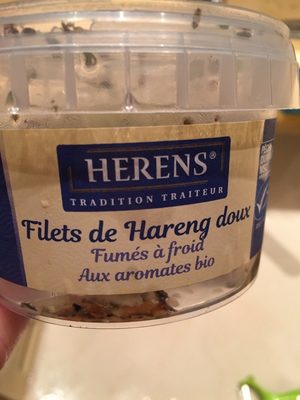 HERENS®
TRADITION TRAITEUR
Filets de Hareng doux
Fumés à froid
Aux aromates bio